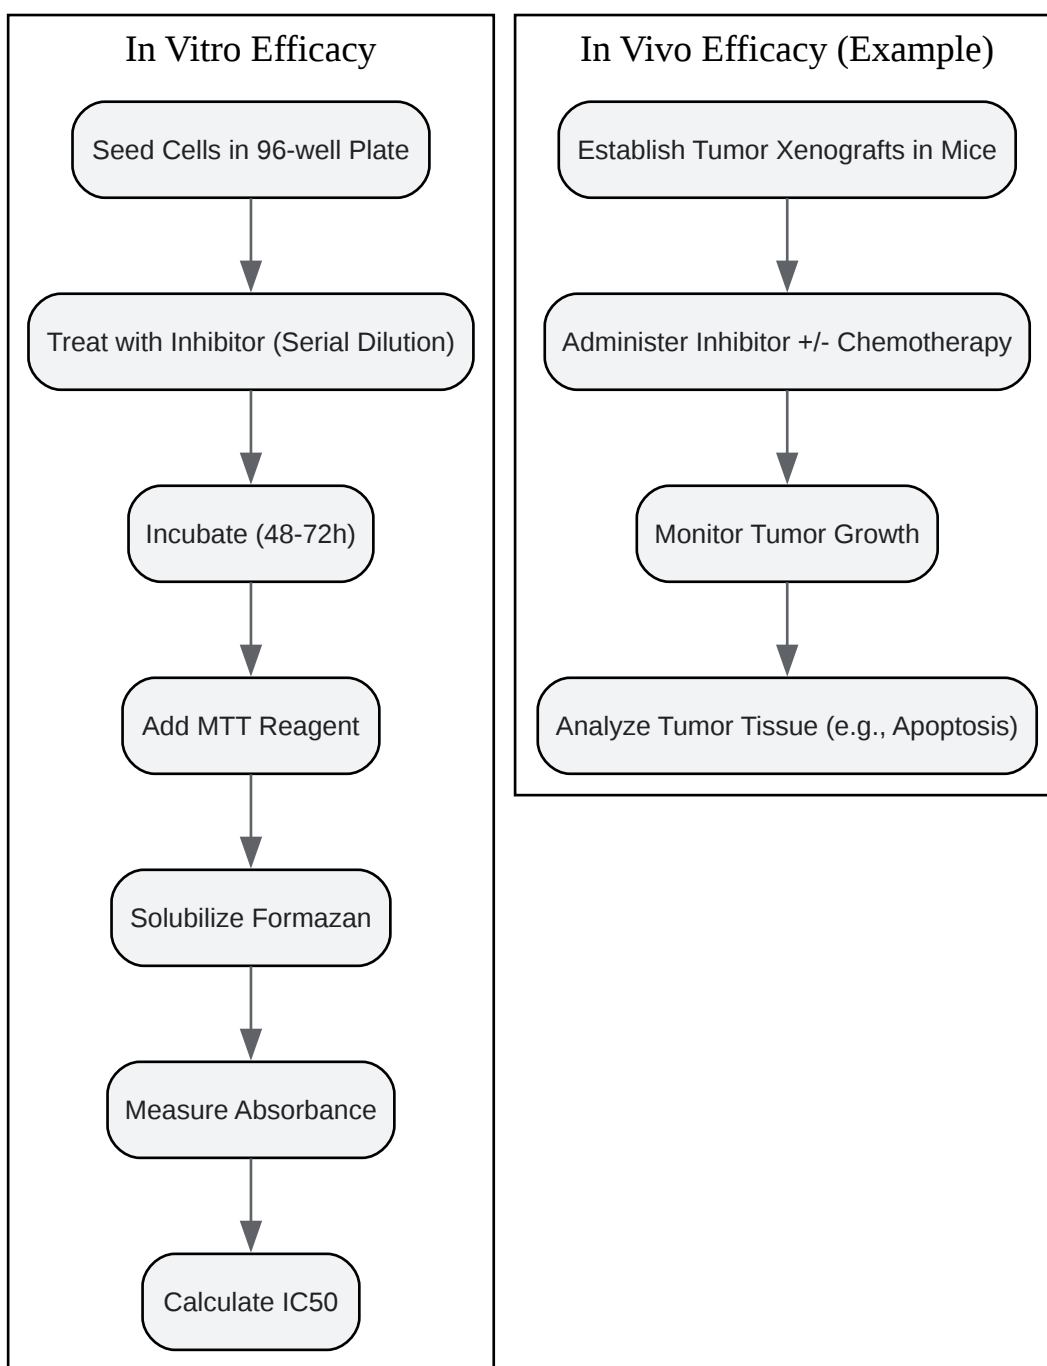 In Vitro Efficacy
Seed Cells in 96-well Plate
Treat with Inhibitor (Serial Dilution)
Incubate (48-72h)
Add MTT Reagent
Solubilize Formazan
Measure Absorbance
Calculate IC50
In Vivo Efficacy (Example)
Establish Tumor Xenografts in Mice
Administer Inhibitor +/- Chemotherapy
Monitor Tumor Growth
Analyze Tumor Tissue (e.g., Apoptosis)